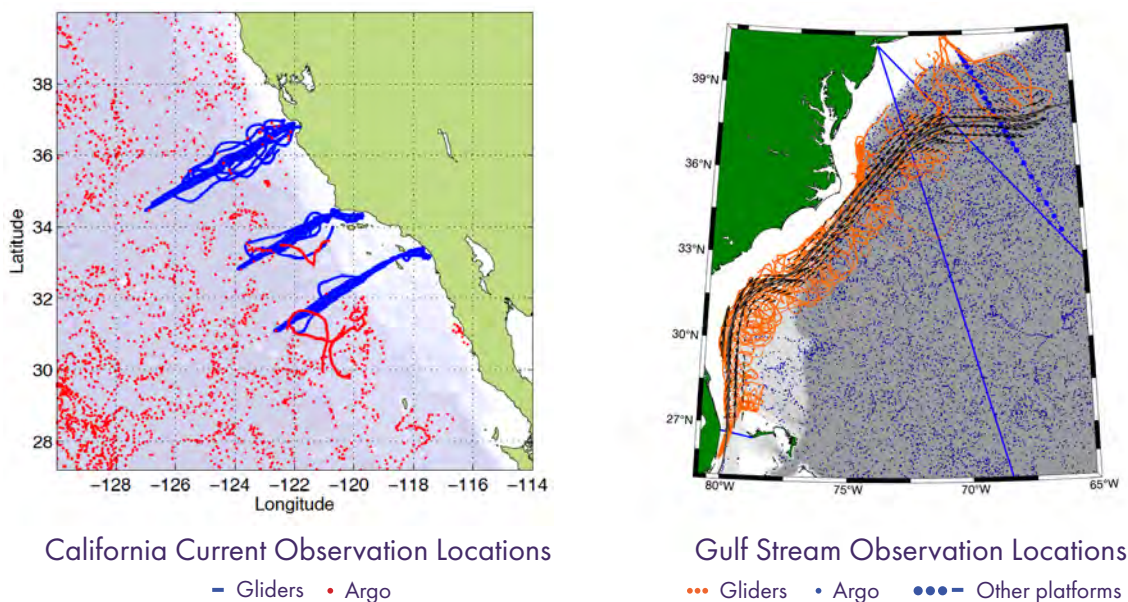 38
36
34
32
30
28
Latitude
−128 −126 −124 −122 −120 −118 −116 −114
Longitude
California Current Observation Locations
Gliders Argo
39°N
36°N
33°N
30°N
27°N
80°W 75°W 70°W 65°W
Gulf Stream Observation Locations
Gliders Argo Other platforms